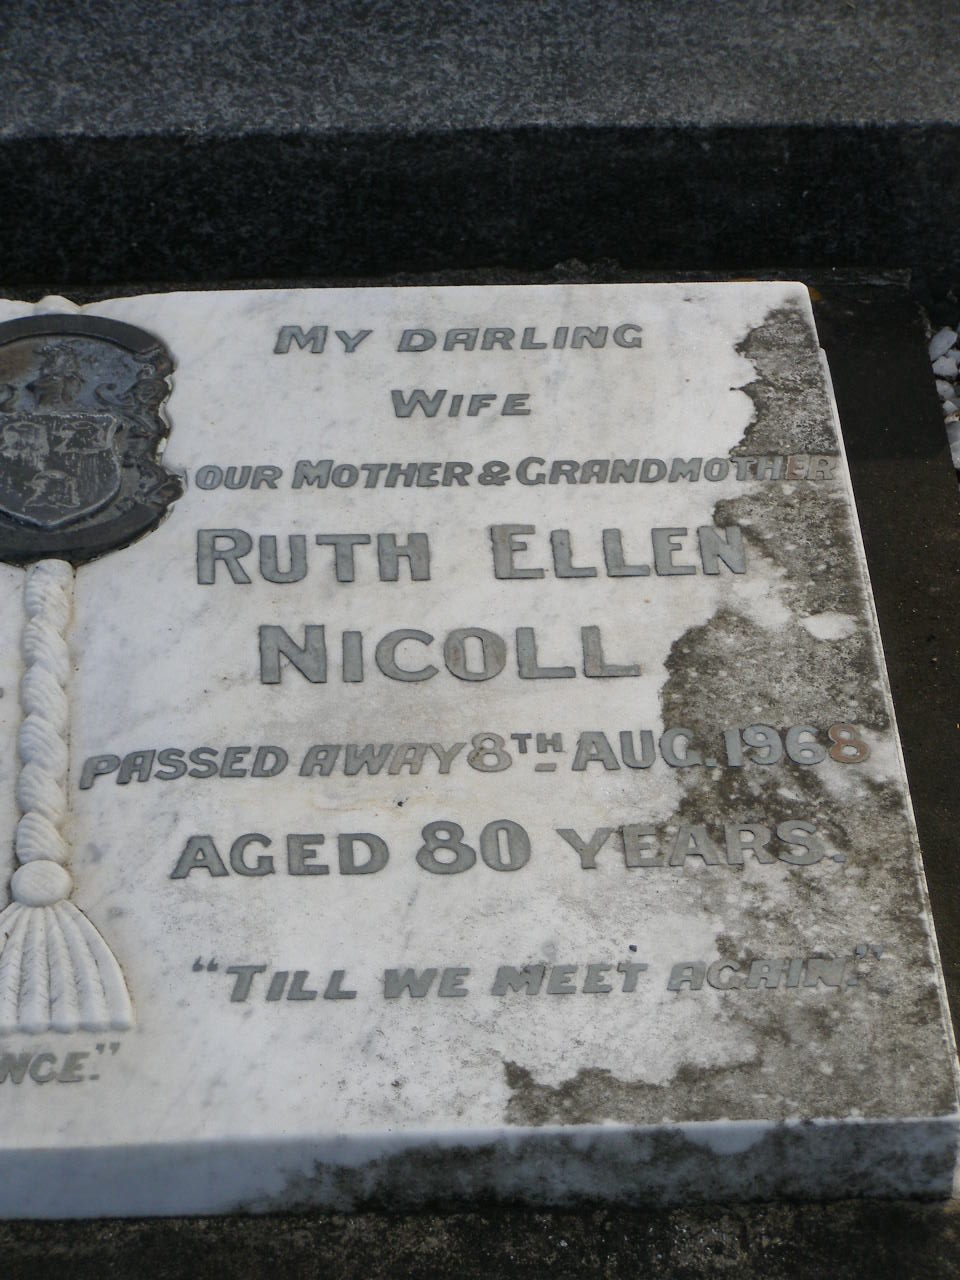 MY DARLING
WIFE
OUR MOTHER & GRANDMOTHER
RUTH ELLEN
NICOLL
PASSED AWAY 8TH AUG. 1968
AGED 80 YEARS.
"TILL WE MEET AGAIN."
NCE."